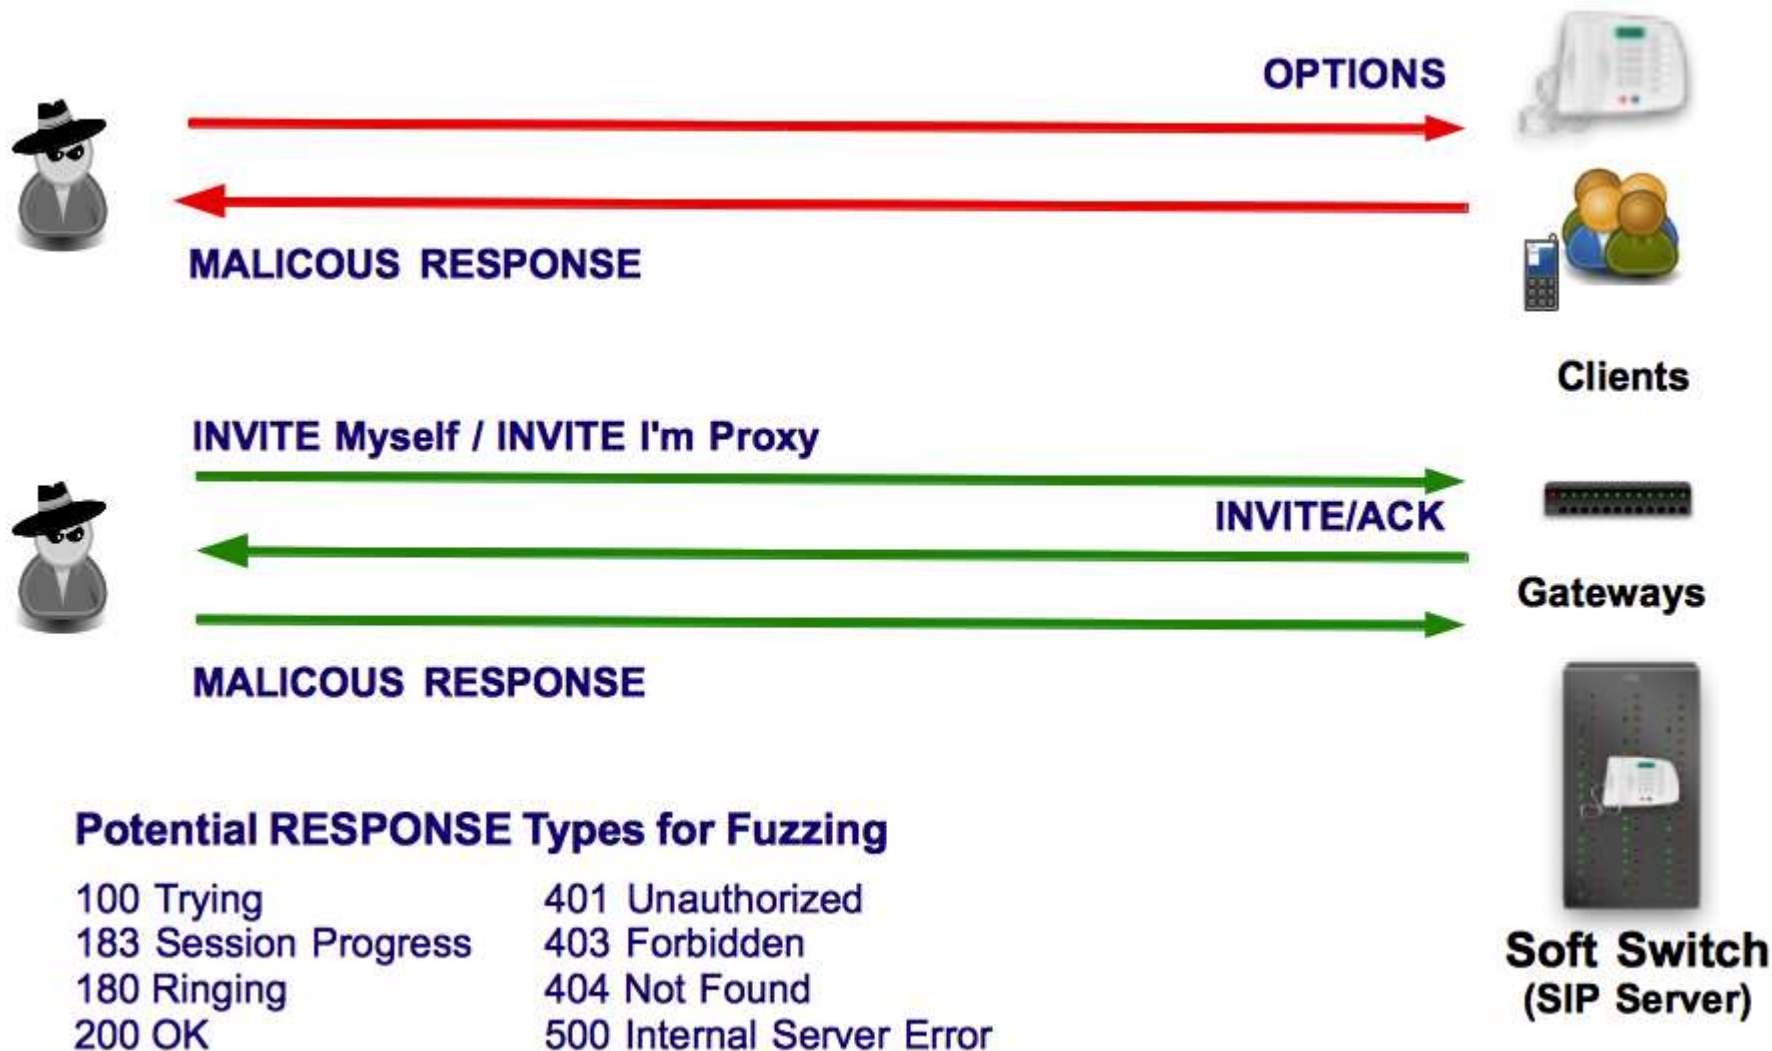 OPTIONS
MALICOUS RESPONSE
Clients
INVITE Myself / INVITE I'm Proxy
INVITE/ACK
Gateways
MALICOUS RESPONSE
Potential RESPONSE Types for Fuzzing
100 Trying
183 Session Progress
180 Ringing
200 OK
401 Unauthorized
403 Forbidden
404 Not Found
500 Internal Server Error
Soft Switch
(SIP Server)